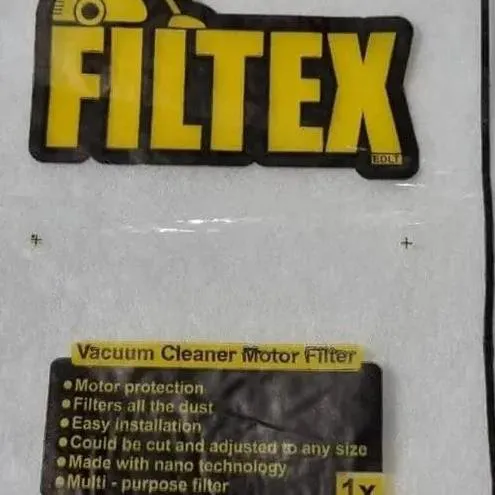 FILTEX
BOLT
Vacuum Cleaner Motor Filter
• Motor protection
• Filters all the dust
• Easy installation
• Could be cut and adjusted to any size
• Made with nano technology
• Multi - purpose filter
1x